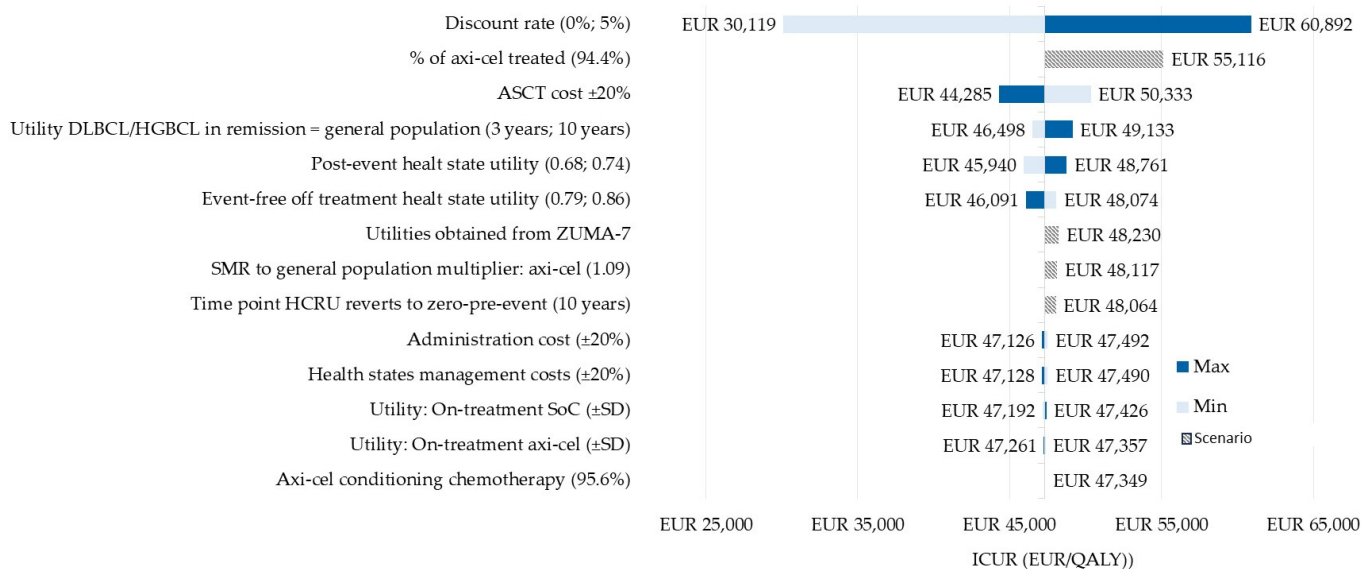 Discount rate (0%; 5%) EUR 30,119 EUR 60,892
% of axi-cel treated (94.4%) EUR 55,116
ASCT cost ±20% EUR 44,285 EUR 50,333
Utility DLBCL/HGBCL in remission = general population (3 years; 10 years) EUR 46,498 EUR 49,133
Post-event healt state utility (0.68; 0.74) EUR 45,940 EUR 48,761
Event-free off treatment healt state utility (0.79; 0.86) EUR 46,091 EUR 48,074
Utilities obtained from ZUMA-7 EUR 48,230
SMR to general population multiplier: axi-cel (1.09) EUR 48,117
Time point HCRU reverts to zero-pre-event (10 years) EUR 48,064
Administration cost (±20%) EUR 47,126 EUR 47,492
Health states management costs (±20%) EUR 47,128 EUR 47,490
Max
Utility: On-treatment SoC (±SD) EUR 47,192 EUR 47,426
Min
Utility: On-treatment axi-cel (±SD) EUR 47,261 EUR 47,357
Scenario
Axi-cel conditioning chemotherapy (95.6%) EUR 47,349
EUR 25,000 EUR 35,000 EUR 45,000 EUR 55,000 EUR 65,000
ICUR (EUR/QALY))